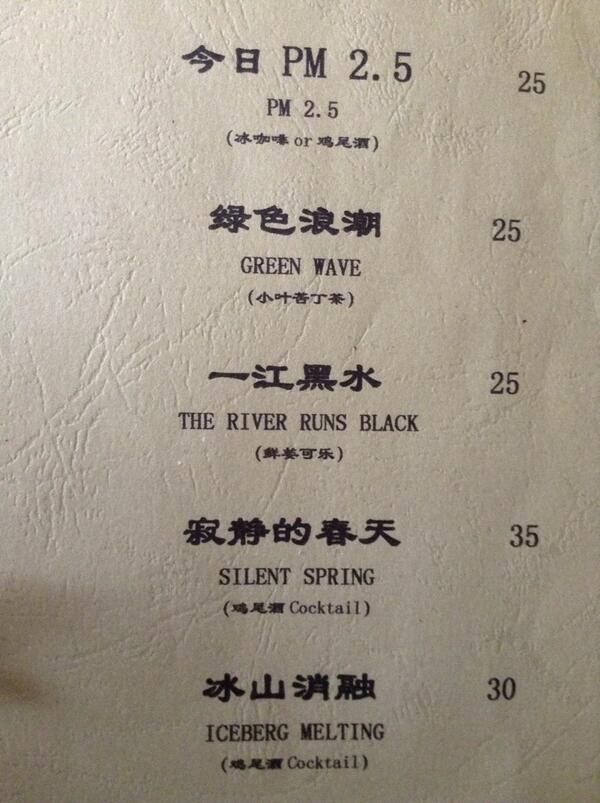 今日 PM 2.5
25
PM 2.5
(冰咖啡 or 鸡尾酒)
绿色浪潮
25
GREEN WAVE
(小叶苦丁茶)
一江黑水
25
THE RIVER RUNS BLACK
(鲜姜可乐)
寂静的春天
35
SILENT SPRING
(鸡尾酒 Cocktail)
冰山消融
30
ICEBERG MELTING
(鸡尾酒 Cocktail)